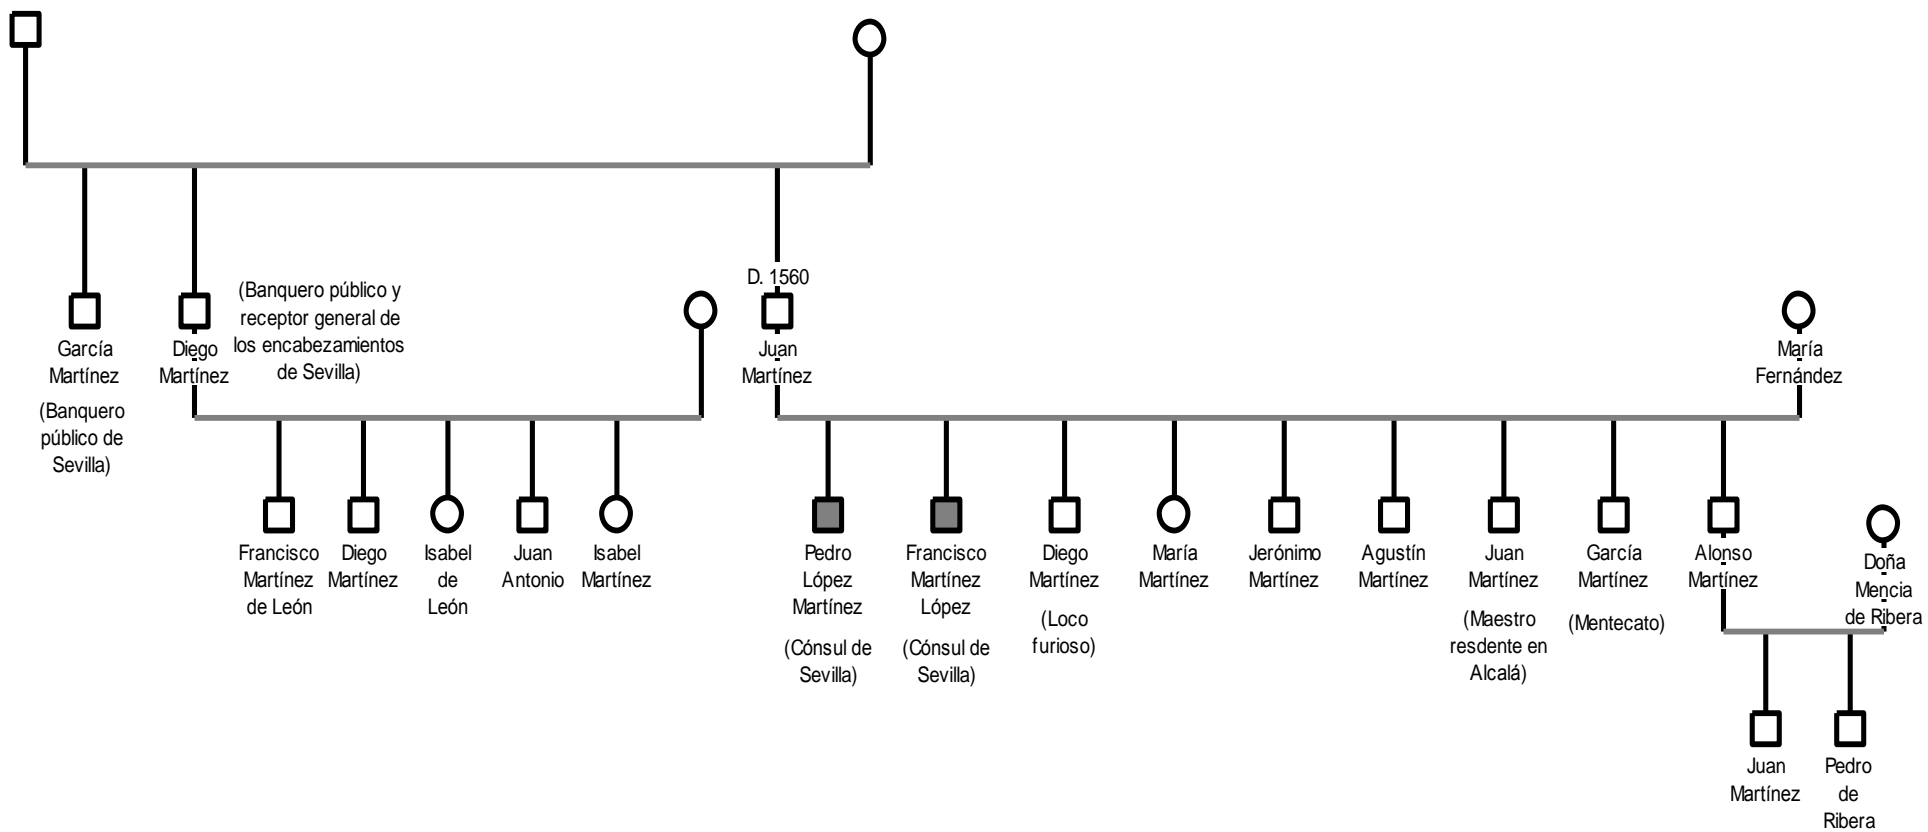 D. 1560
García
Martínez
(Banquero
público de
Sevilla)
Diego
Martínez
(Banquero público y
receptor general de
los encabezamientos
de Sevilla)
Juan
Martínez
María
Fernández
Francisco
Martínez
de León
Diego
Martínez
Isabel
de
León
Juan
Antonio
Isabel
Martínez
Pedro
López
Martínez
(Cónsul de
Sevilla)
Francisco
Martínez
López
(Cónsul de
Sevilla)
Diego
Martínez
(Loco
furioso)
María
Martínez
Jerónimo
Martínez
Agustín
Martínez
Juan
Martínez
(Maestro
resdente en
Alcalá)
García
Martínez
(Mentecato)
Alonso
Martínez
Doña
Mencia
de Ribera
Juan
Martínez
Pedro
de
Ribera